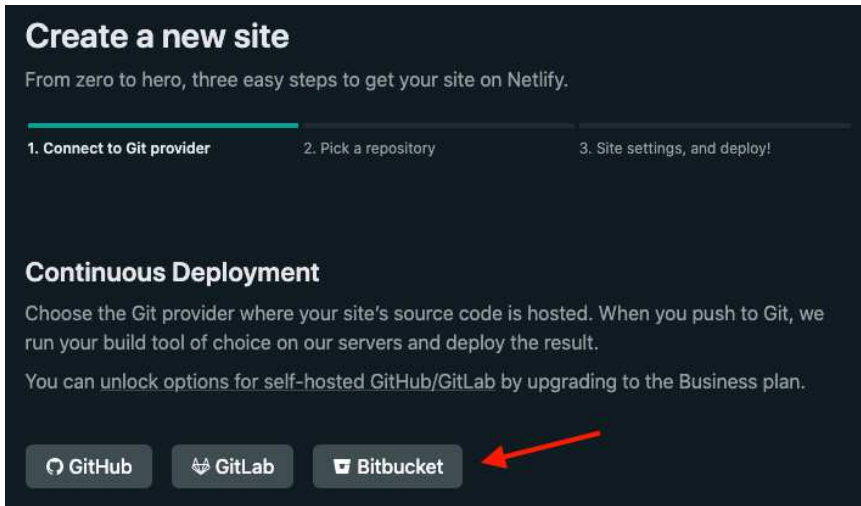 Create a new site
From zero to hero, three easy steps to get your site on Netlify.
1. Connect to Git provider
2. Pick a repository
3. Site settings, and deploy!
Continuous Deployment
Choose the Git provider where your site’s source code is hosted. When you push to Git, we
run your build tool of choice on our servers and deploy the result.
You can unlock options for self-hosted GitHub/GitLab by upgrading to the Business plan.
GitHub
GitLab
Bitbucket